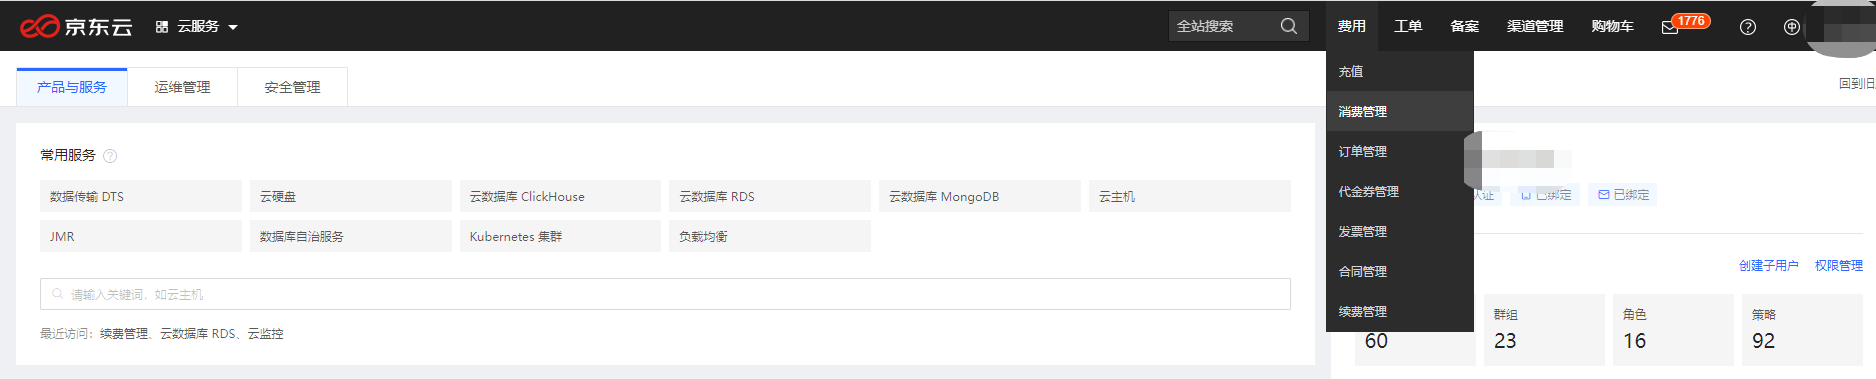 京东云 云服务 全站搜索 费用 工单 备案 渠道管理 购物车 1776
产品与服务 运维管理 安全管理 回到旧
充值
消费管理
订单管理
代金券管理
发票管理
合同管理
续费管理
常用服务
数据传输 DTS 云硬盘 云数据库 ClickHouse 云数据库 RDS 云数据库 MongoDB 云主机
JMR 数据库自治服务 Kubernetes 集群 负载均衡
请输入关键词，如云主机
最近访问：续费管理、云数据库 RDS、云监控
认证 已绑定 已绑定
创建子用户 权限管理
群组 角色 策略
60 23 16 92